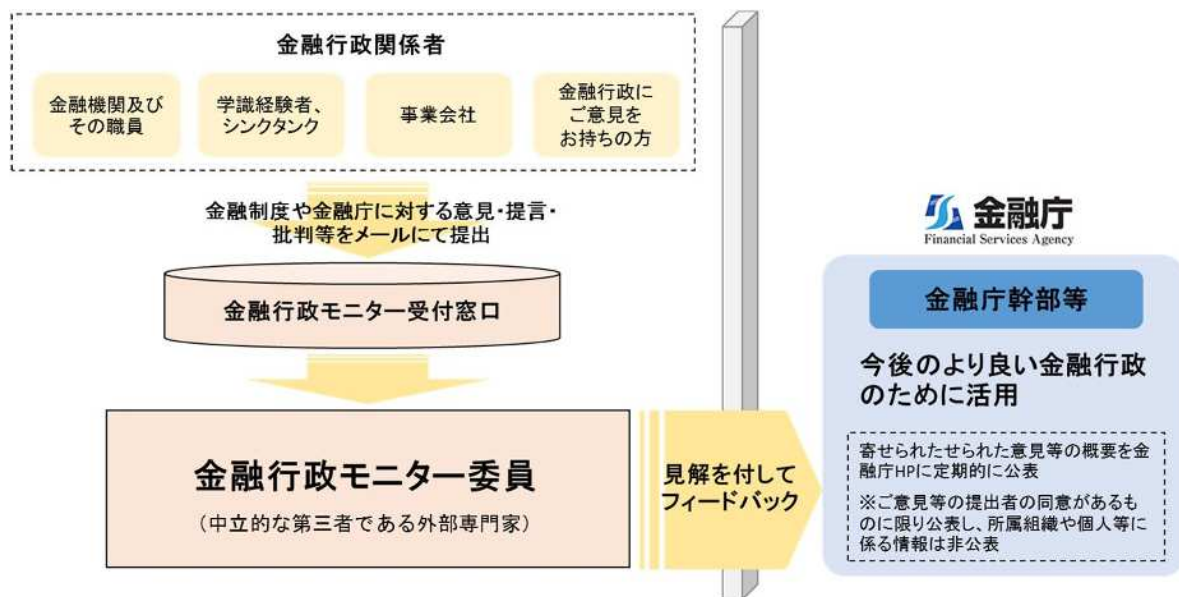 金融行政関係者
金融機関及び
その職員
学識経験者、
シンクタンク
事業会社
金融行政に
ご意見を
お持ちの方
金融制度や金融庁に対する意見・提言・
批判等をメールにて提出
金融行政モニター受付窓口
金融行政モニター委員
（中立的な第三者である外部専門家）
見解を付して
フィードバック
金融庁
Financial Services Agency
金融庁幹部等
今後のより良い金融行政
のために活用
寄せられたせられた意見等の概要を金
融庁HPに定期的に公表
※ご意見等の提出者の同意があるも
のに限り公表し、所属組織や個人等に
係る情報は非公表